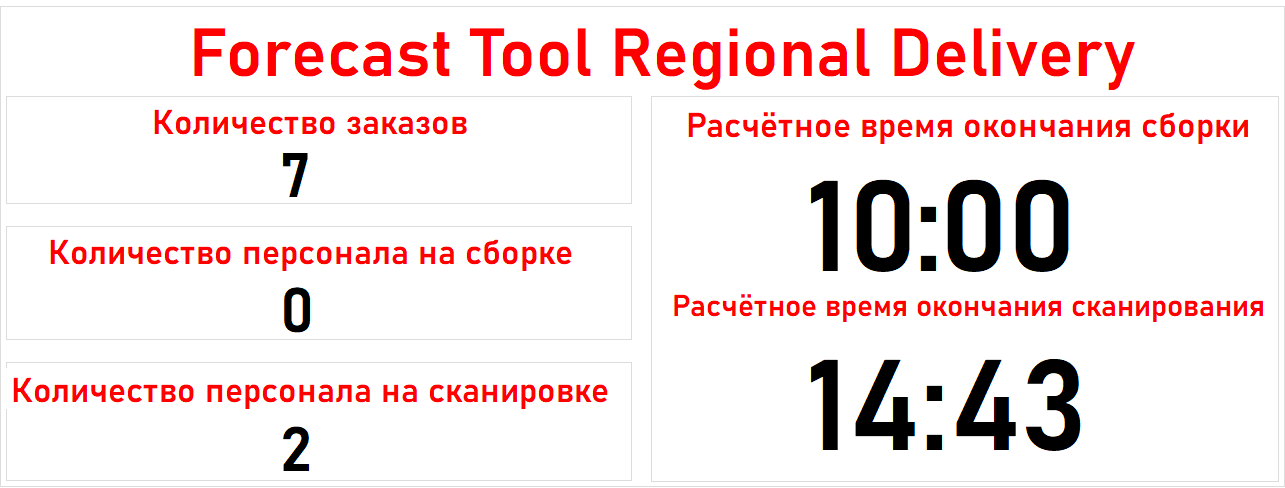 Forecast Tool Regional Delivery
Количество заказов
7
Количество персонала на сборке
0
Количество персонала на сканировке
2
Расчётное время окончания сборки
10:00
Расчётное время окончания сканирования
14:43